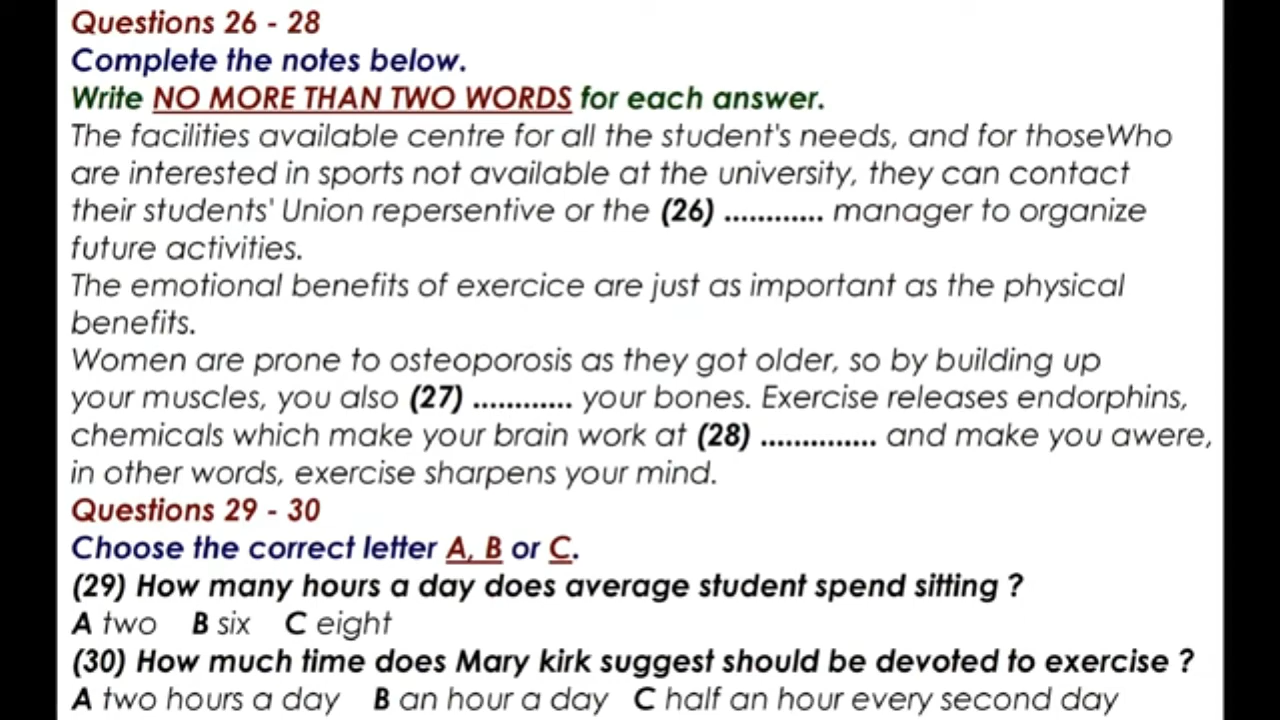 Questions 26 - 28
Complete the notes below.
Write NO MORE THAN TWO WORDS for each answer.
The facilities available centre for all the student's needs, and for thoseWho
are interested in sports not available at the university, they can contact
their students' Union repersentive or the (26) ............ manager to organize
future activities.
The emotional benefits of exercice are just as important as the physical
benefits.
Women are prone to osteoporosis as they got older, so by building up
your muscles, you also (27) ............ your bones. Exercise releases endorphins,
chemicals which make your brain work at (28) .............. and make you awere,
in other words, exercise sharpens your mind.
Questions 29 - 30
Choose the correct letter A, B or C.
(29) How many hours a day does average student spend sitting ?
A two B six C eight
(30) How much time does Mary kirk suggest should be devoted to exercise ?
A two hours a day B an hour a day C half an hour every second day